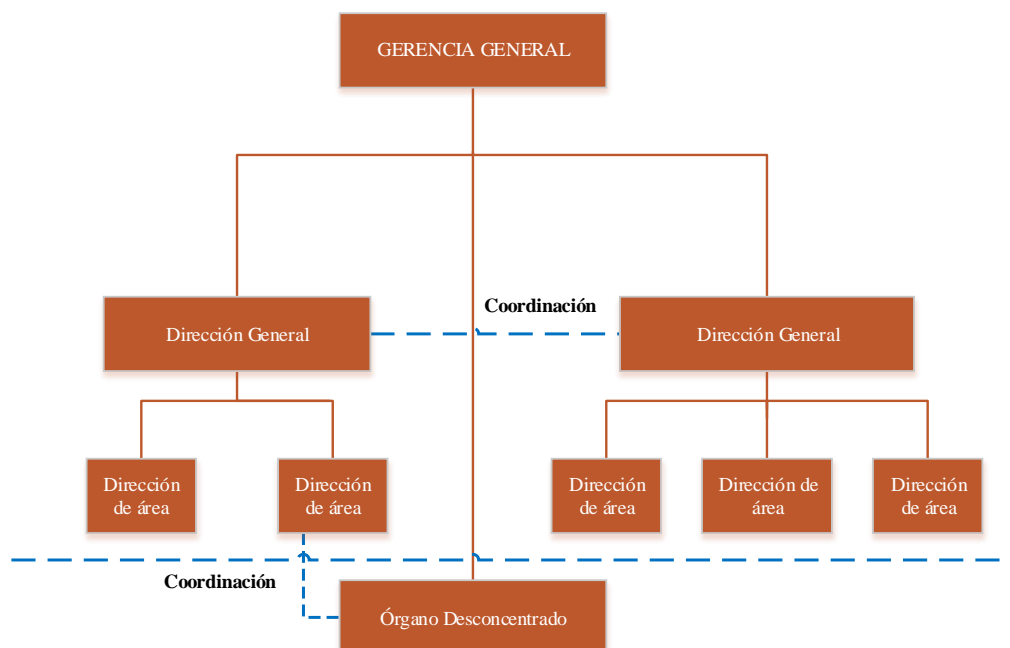 GERENCIA GENERAL
Coordinación
Dirección General
Dirección General
Dirección
de área
Dirección
de área
Dirección
de área
Dirección de
área
Dirección
de área
Coordinación
Órgano Desconcentrado